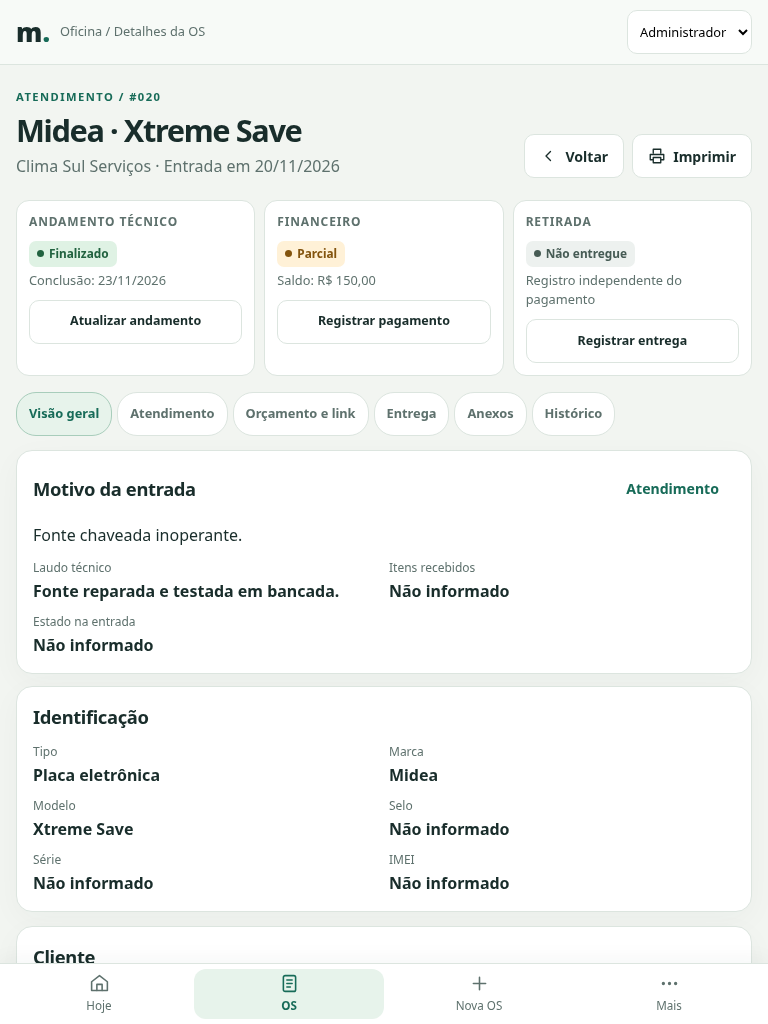 m. Oficina / Detalhes da OS
Administrador
ATENDIMENTO / #020
Midea · Xtreme Save
Clima Sul Serviços · Entrada em 20/11/2026
Voltar
Imprimir
ANDAMENTO TÉCNICO
Finalizado
Conclusão: 23/11/2026
Atualizar andamento
FINANCEIRO
Parcial
Saldo: R$ 150,00
Registrar pagamento
RETIRADA
Não entregue
Registro independente do
pagamento
Registrar entrega
Visão geral
Atendimento
Orçamento e link
Entrega
Anexos
Histórico
Motivo da entrada
Atendimento
Fonte chaveada inoperante.
Laudo técnico
Fonte reparada e testada em bancada.
Itens recebidos
Não informado
Estado na entrada
Não informado
Identificação
Tipo
Placa eletrônica
Marca
Midea
Modelo
Xtreme Save
Selo
Não informado
Série
Não informado
IMEI
Não informado
Cliente
Hoje
OS
Nova OS
Mais